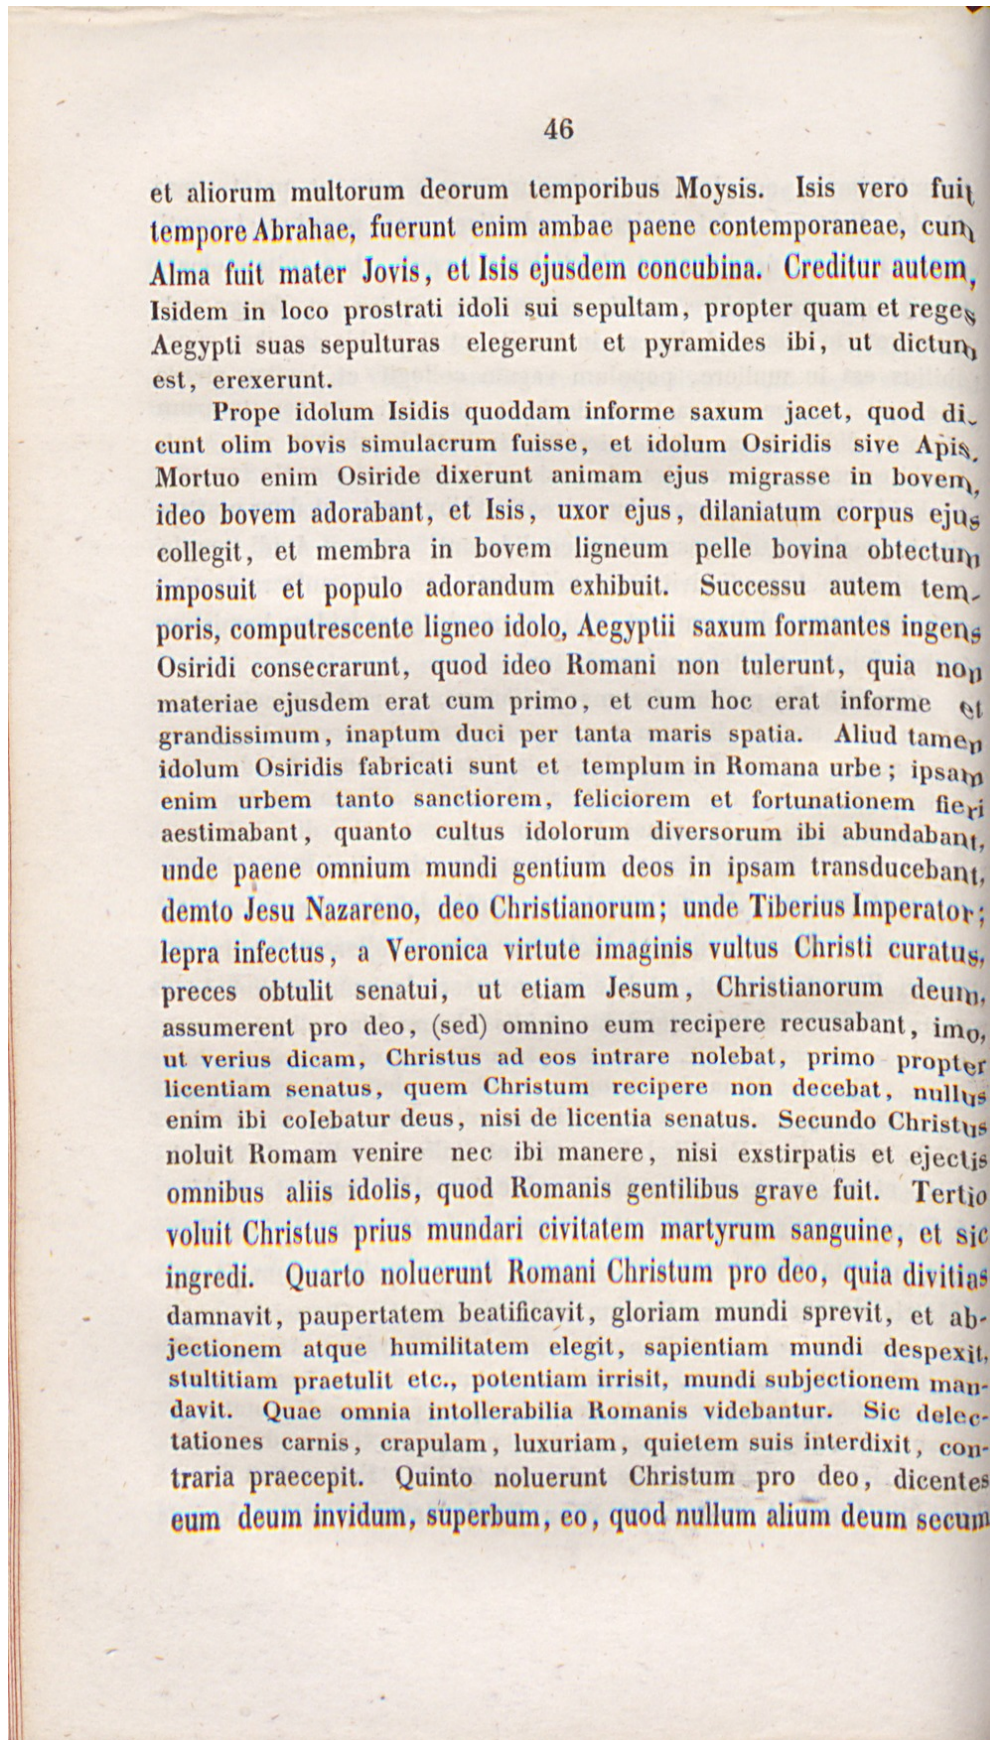 46
et aliorum multorum deorum temporibus Moysis. Isis vero fuit
tempore Abrahae, fuerunt enim ambae paene contemporaneae, cum
Alma fuit mater Jovis, et Isis ejusdem concubina. Creditur autem,
Isidem in loco prostrati idoli sui sepultam, propter quam et reges
Aegypti suas sepulturas elegerunt et pyramides ibi, ut dictum
est, erexerunt.
Prope idolum Isidis quoddam informe saxum jacet, quod di-
cunt olim bovis simulacrum fuisse, et idolum Osiridis sive Apis.
Mortuo enim Osiride dixerunt animam ejus migrasse in bovem,
ideo bovem adorabant, et Isis, uxor ejus, dilaniatum corpus ejus
collegit, et membra in bovem ligneum pelle bovina obtectum
imposuit et populo adorandum exhibuit. Successu autem tem-
poris, computrescente ligneo idolo, Aegyptii saxum formantes ingens
Osiridi consecrarunt, quod ideo Romani non tulerunt, quia non
materiae ejusdem erat cum primo, et cum hoc erat informe et
grandissimum, inaptum duci per tanta maris spatia. Aliud tamen
idolum Osiridis fabricati sunt et templum in Romana urbe; ipsam
enim urbem tanto sanctiorem, feliciorem et fortunationem fieri
aestimabant, quanto cultus idolorum diversorum ibi abundabant,
unde paene omnium mundi gentium deos in ipsam transducebant,
demto Jesu Nazareno, deo Christianorum; unde Tiberius Imperator;
lepra infectus, a Veronica virtute imaginis vultus Christi curatus,
preces obtulit senatui, ut etiam Jesum, Christianorum deum,
assumerent pro deo, (sed) omnino eum recipere recusabant, imo,
ut verius dicam, Christus ad eos intrare nolebat, primo propter
licentiam senatus, quem Christum recipere non decebat, nullus
enim ibi colebatur deus, nisi de licentia senatus. Secundo Christus
noluit Romam venire nec ibi manere, nisi exstirpatis et ejectis
omnibus aliis idolis, quod Romanis gentilibus grave fuit. Tertio
voluit Christus prius mundari civitatem martyrum sanguine, et sic
ingredi. Quarto noluerunt Romani Christum pro deo, quia divitias
damnavit, paupertatem beatificavit, gloriam mundi sprevit, et ab-
jectionem atque humilitatem elegit, sapientiam mundi despexit,
stultitiam praetulit etc., potentiam irrisit, mundi subjectionem man-
davit. Quae omnia intollerabilia Romanis videbantur. Sic delec-
tationes carnis, crapulam, luxuriam, quietem suis interdixit, con-
traria praecepit. Quinto noluerunt Christum pro deo, dicentes
eum deum invidum, superbum, eo, quod nullum alium deum secum